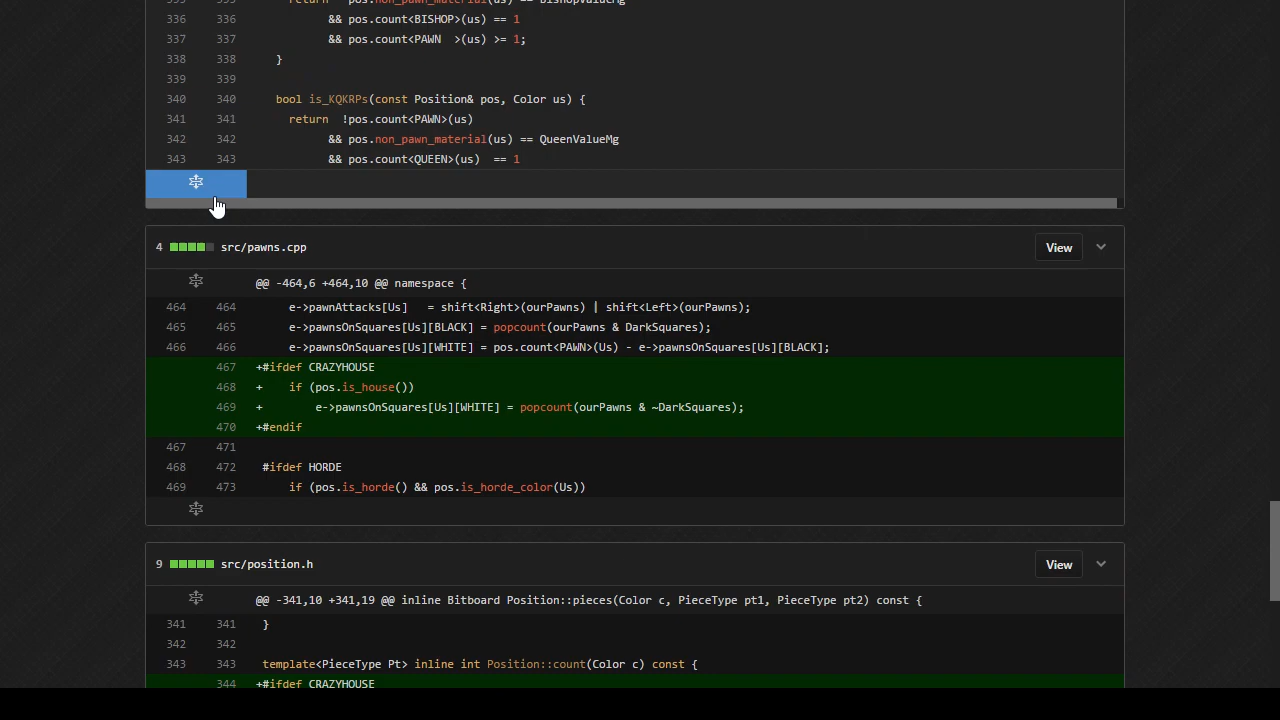 335 335 return pos.non_pawn_material(us) == BishopValueMg
336 336 && pos.count<BISHOP>(us) == 1
337 337 && pos.count<PAWN  >(us) >= 1;
338 338 }
339 339
340 340 bool is_KQKRPs(const Position& pos, Color us) {
341 341 return  !pos.count<PAWN>(us)
342 342 && pos.non_pawn_material(us) == QueenValueMg
343 343 && pos.count<QUEEN>(us)  == 1
4 src/pawns.cpp View
@@ -464,6 +464,10 @@ namespace {
464 464 e->pawnAttacks[Us]   = shift<Right>(ourPawns) | shift<Left>(ourPawns);
465 465 e->pawnsOnSquares[Us][BLACK] = popcount(ourPawns & DarkSquares);
466 466 e->pawnsOnSquares[Us][WHITE] = pos.count<PAWN>(Us) - e->pawnsOnSquares[Us][BLACK];
467 +#ifdef CRAZYHOUSE
468 +    if (pos.is_house())
469 +        e->pawnsOnSquares[Us][WHITE] = popcount(ourPawns & ~DarkSquares);
470 +#endif
467 471
468 472 #ifdef HORDE
469 473 if (pos.is_horde() && pos.is_horde_color(Us))
9 src/position.h View
@@ -341,10 +341,19 @@ inline Bitboard Position::pieces(Color c, PieceType pt1, PieceType pt2) const {
341 341 }
342 342
343 343 template<PieceType Pt> inline int Position::count(Color c) const {
344 +#ifdef CRAZYHOUSE